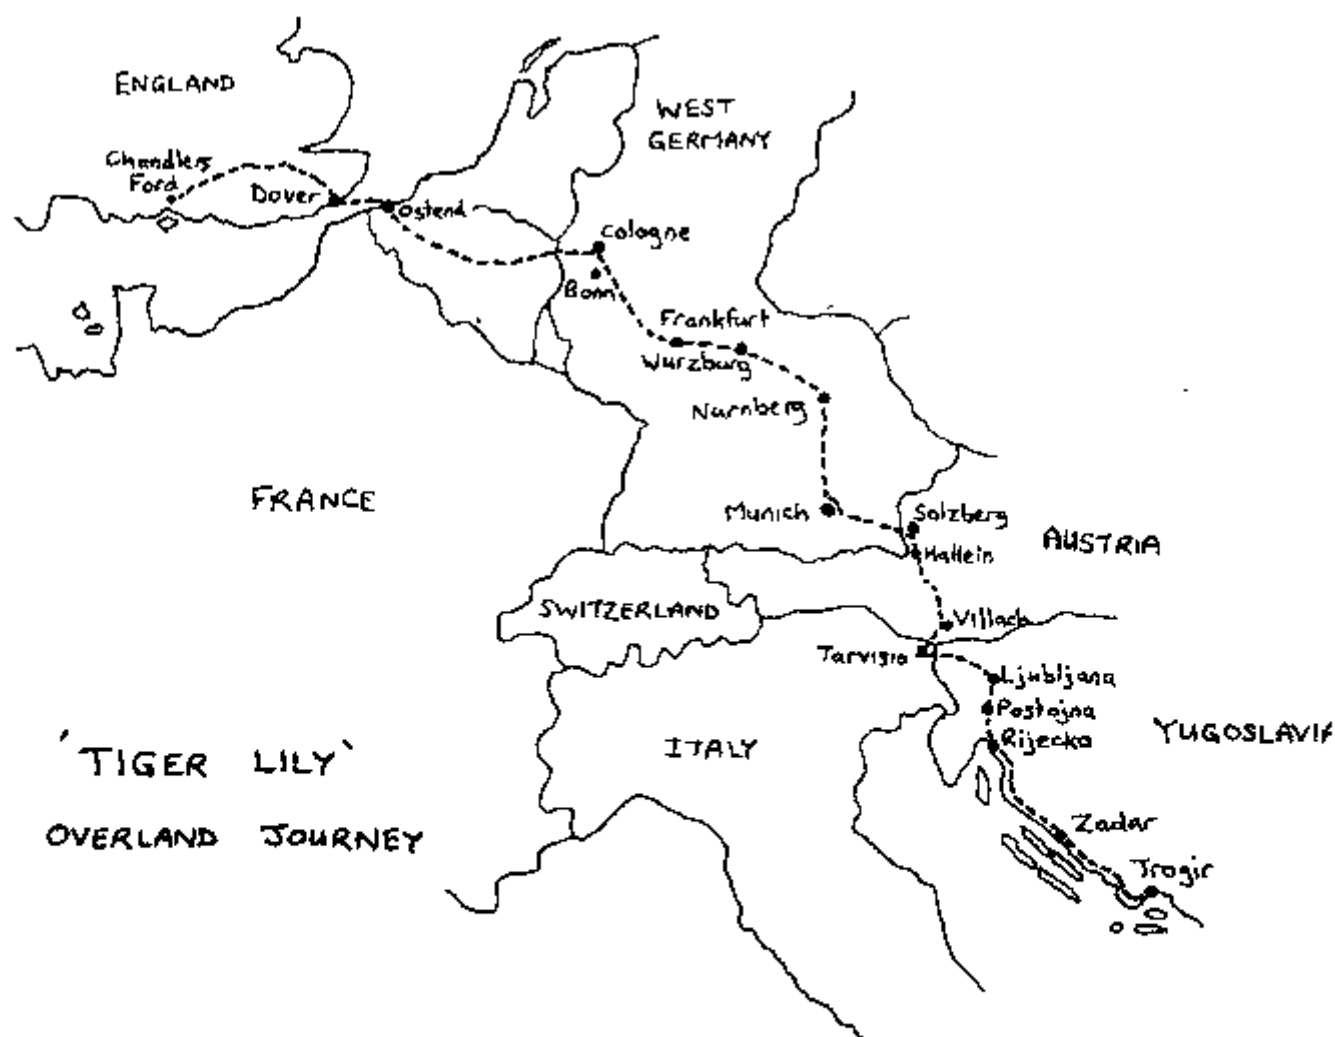 ENGLAND
WEST
GERMANY
Chandlers
Ford
Dover
Ostend
Cologne
Bonn
Frankfurt
Wurzburg
Nurnberg
FRANCE
Munich
Salzberg
AUSTRIA
Hallein
SWITZERLAND
Villach
Tarvisio
Ljubljana
Postojna
YUGOSLAVIA
Rijecka
ITALY
'TIGER LILY'
OVERLAND JOURNEY
Zadar
Trogir